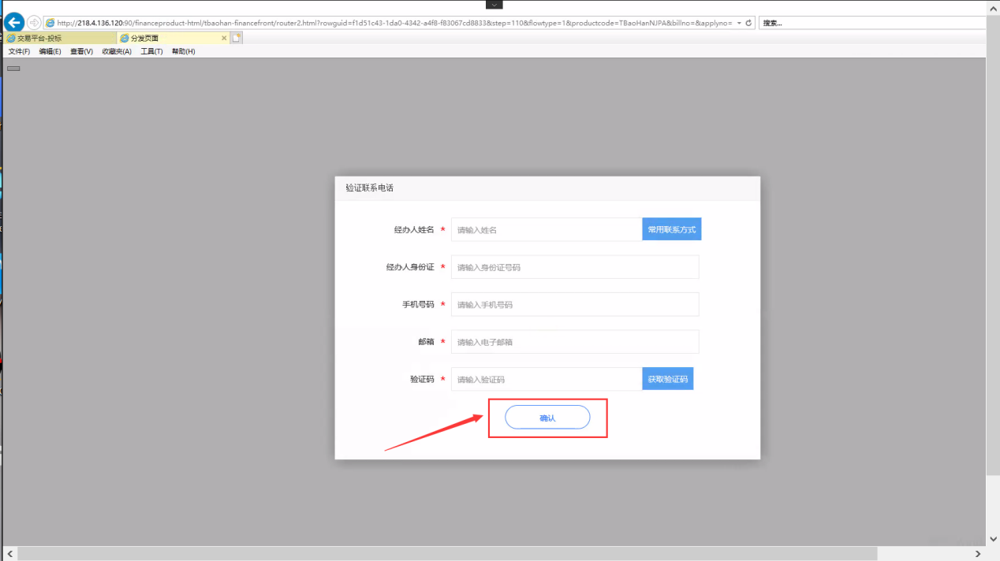 http://218.4.136.120:90/financeproduct-html/tbaohan-financefront/router2.html?rowguid=f1d51c43-1da0-4342-a4f8-f83067cd8833&step=110&flowtype=1&productcode=TBaoHanNJPA&billno=&applyno= 搜索...
交易平台-投标 分发页面
文件(F) 编辑(E) 查看(V) 收藏夹(A) 工具(T) 帮助(H)
验证联系电话
经办人姓名 * 请输入姓名 常用联系方式
经办人身份证 * 请输入身份证号码
手机号码 * 请输入手机号码
邮箱 * 请输入电子邮箱
验证码 * 请输入验证码 获取验证码
确认